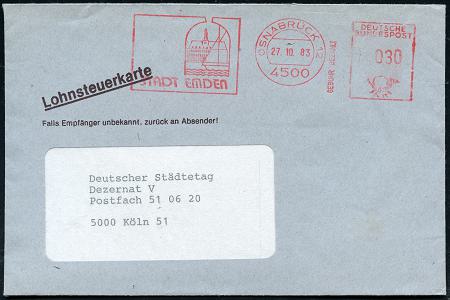 STADT EMDEN
OSNABRÜCK 12
27.10.83
4500
GEBÜHR BEZAHLT
DEUTSCHE
BUNDESPOST
030
Lohnsteuerkarte
Falls Empfänger unbekannt, zurück an Absender!
Deutscher Städtetag
Dezernat V
Postfach 51 06 20
5000 Köln 51